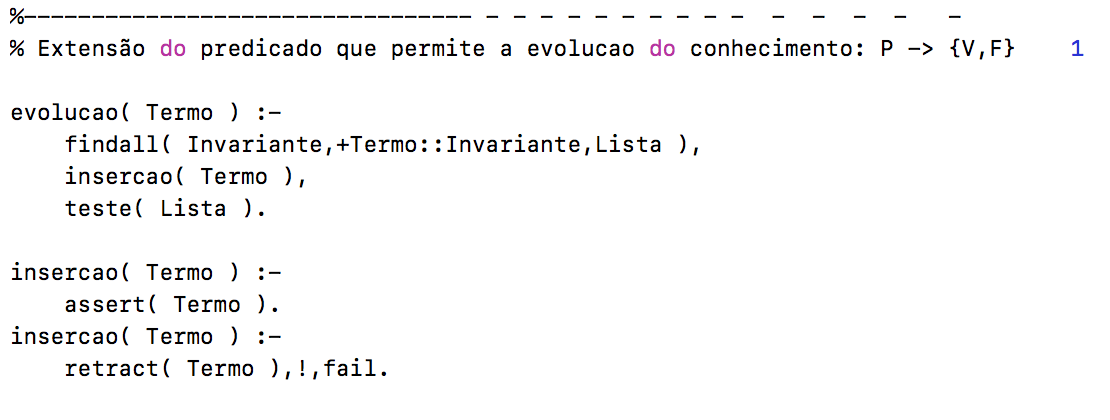 %-------------------------------- - - - - - - - - - -  -  -  -  -   -
% Extensão do predicado que permite a evolucao do conhecimento: P -> {V,F}    1
evolucao( Termo ) :-
    findall( Invariante,+Termo::Invariante,Lista ),
    insercao( Termo ),
    teste( Lista ).
insercao( Termo ) :-
    assert( Termo ).
insercao( Termo ) :-
    retract( Termo ),!,fail.